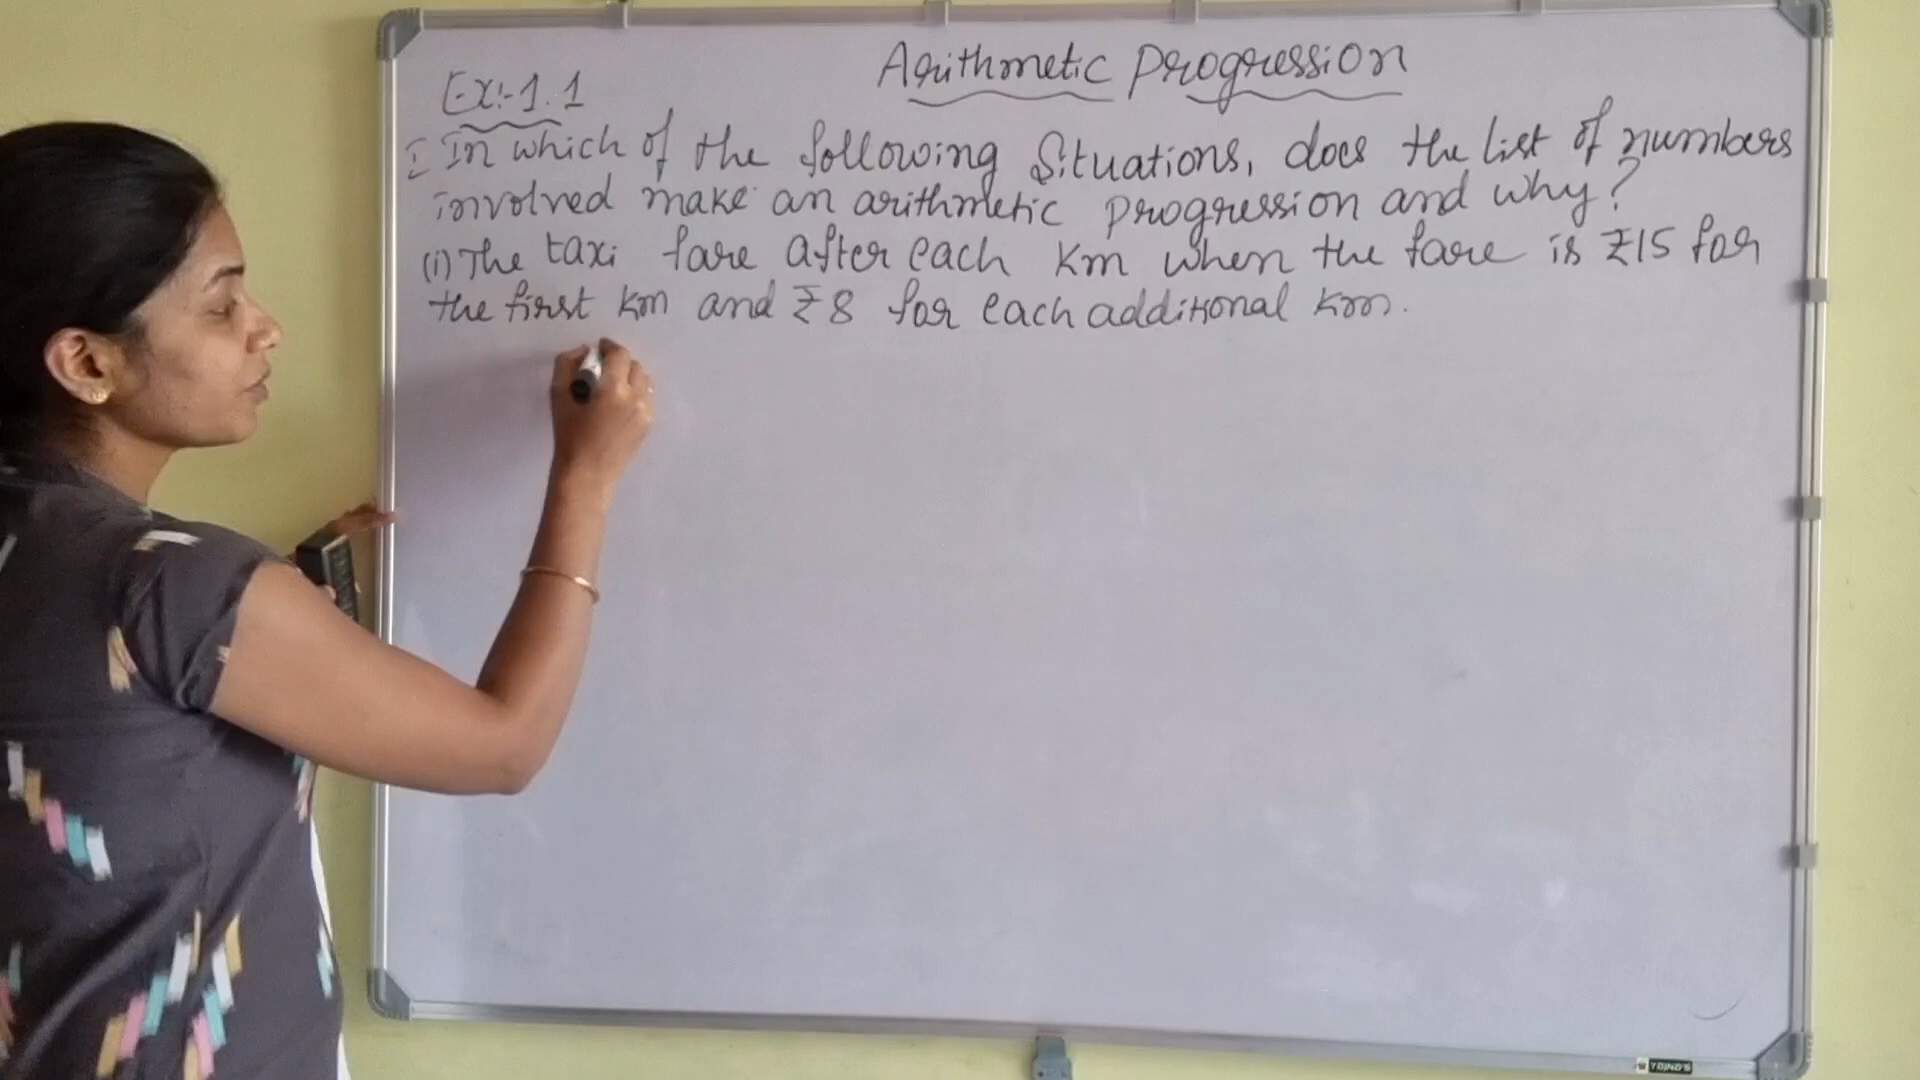 Arithmetic Progression
Ex:-1.1
I In which of the following Situations, does the list of numbers
involved make an arithmetic progression and why?
(i) The taxi fare after each Km when the fare is ₹15 for
the first km and ₹8 for each additional km.